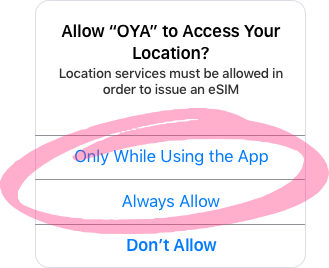 Allow “OYA” to Access Your
Location?
Location services must be allowed in
order to issue an eSIM
Only While Using the App
Always Allow
Don’t Allow